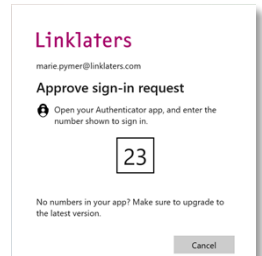 Linklaters
marie.pymer@linklaters.com
Approve sign-in request
Open your Authenticator app, and enter the
number shown to sign in.
23
No numbers in your app? Make sure to upgrade to
the latest version.
Cancel